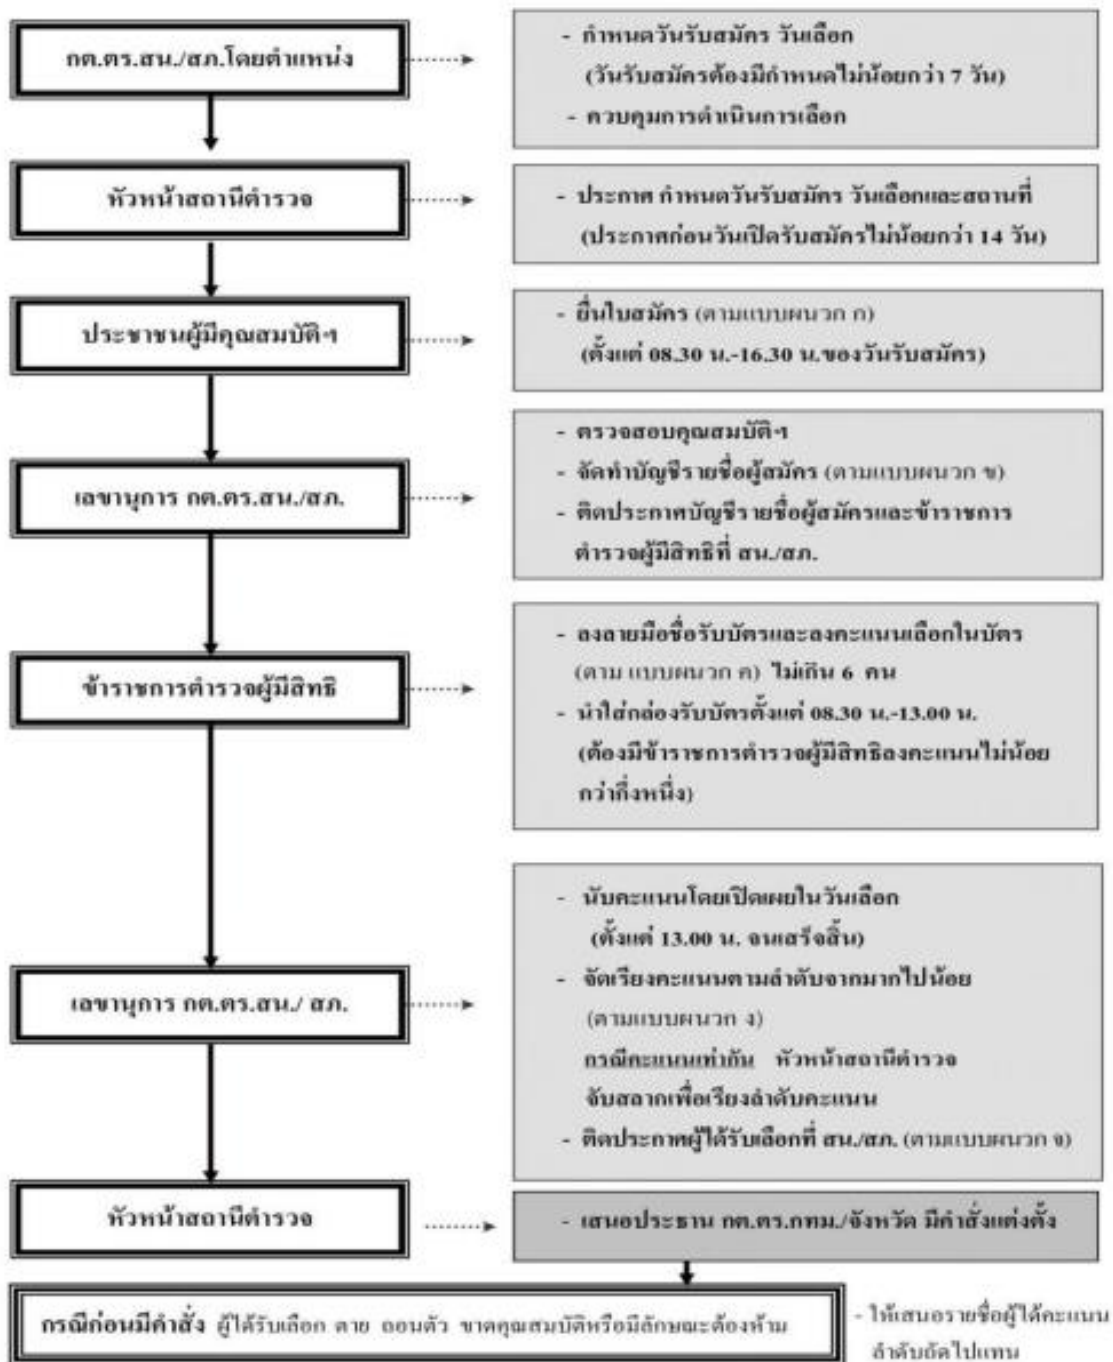 กต.ตร.สน./สภ.โดยตำแหน่ง
- กำหนดวันรับสมัคร วันเลือก
(วันรับสมัครต้องมีกำหนดไม่น้อยกว่า 7 วัน)
- ควบคุมการดำเนินการเลือก
หัวหน้าสถานีตำรวจ
- ประกาศ กำหนดวันรับสมัคร วันเลือกและสถานที่
(ประกาศก่อนวันเปิดรับสมัครไม่น้อยกว่า 14 วัน)
ประชาชนผู้มีคุณสมบัติฯ
- ยื่นใบสมัคร (ตามแบบผนวก ก)
(ตั้งแต่ 08.30 น.-16.30 น.ของวันรับสมัคร)
เลขานุการ กต.ตร.สน./สภ.
- ตรวจสอบคุณสมบัติฯ
- จัดทำบัญชีรายชื่อผู้สมัคร (ตามแบบผนวก ข)
- ติดประกาศบัญชีรายชื่อผู้สมัครและข้าราชการ
ตำรวจผู้มีสิทธิที่ สน./สภ.
ข้าราชการตำรวจผู้มีสิทธิ
- ลงลายมือชื่อรับบัตรและลงคะแนนเลือกในบัตร
(ตาม แบบผนวก ค) ไม่เกิน 6 คน
- นำใส่กล่องรับบัตรตั้งแต่ 08.30 น.-13.00 น.
(ต้องมีข้าราชการตำรวจผู้มีสิทธิลงคะแนนไม่น้อย
กว่ากึ่งหนึ่ง)
เลขานุการ กต.ตร.สน./ สภ.
- นับคะแนนโดยเปิดเผยในวันเลือก
(ตั้งแต่ 13.00 น. จนเสร็จสิ้น)
- จัดเรียงคะแนนตามลำดับจากมากไปน้อย
(ตามแบบผนวก ง)
กรณีคะแนนเท่ากัน หัวหน้าสถานีตำรวจ
จับสลากเพื่อเรียงลำดับคะแนน
- ติดประกาศผู้ได้รับเลือกที่ สน./สภ. (ตามแบบผนวก จ)
หัวหน้าสถานีตำรวจ
- เสนอประธาน กต.ตร.กทม./จังหวัด มีคำสั่งแต่งตั้ง
กรณีก่อนมีคำสั่ง ผู้ได้รับเลือก ตาย ถอนตัว ขาดคุณสมบัติหรือมีลักษณะต้องห้าม
- ให้เสนอรายชื่อผู้ได้คะแนน
ลำดับถัดไปแทน